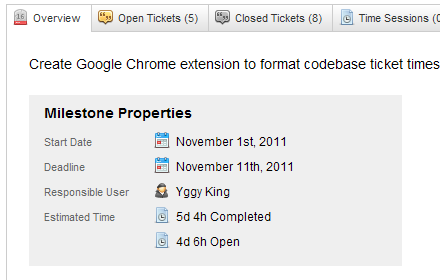 Overview
Open Tickets (5)
Closed Tickets (8)
Time Sessions (
Create Google Chrome extension to format codebase ticket times
Milestone Properties
Start Date November 1st, 2011
Deadline November 11th, 2011
Responsible User Yggy King
Estimated Time 5d 4h Completed
4d 6h Open